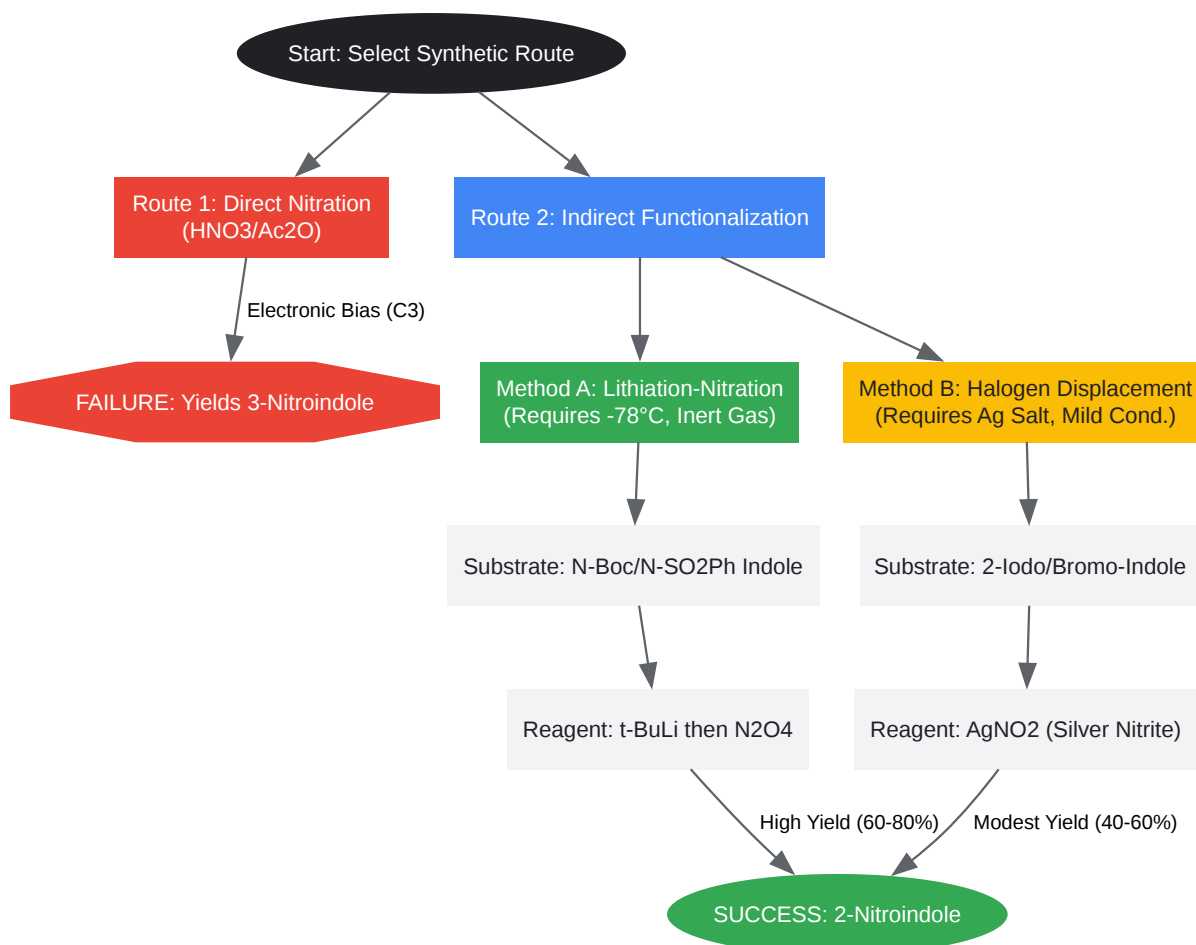 Start: Select Synthetic Route
Route 1: Direct Nitration
(HNO3/Ac2O)
Route 2: Indirect Functionalization
Electronic Bias (C3)
FAILURE: Yields 3-Nitroindole
Method A: Lithiation-Nitration
(Requires -78°C, Inert Gas)
Method B: Halogen Displacement
(Requires Ag Salt, Mild Cond.)
Substrate: N-Boc/N-SO2Ph Indole
Substrate: 2-Iodo/Bromo-Indole
Reagent: t-BuLi then N2O4
Reagent: AgNO2 (Silver Nitrite)
High Yield (60-80%)
Modest Yield (40-60%)
SUCCESS: 2-Nitroindole